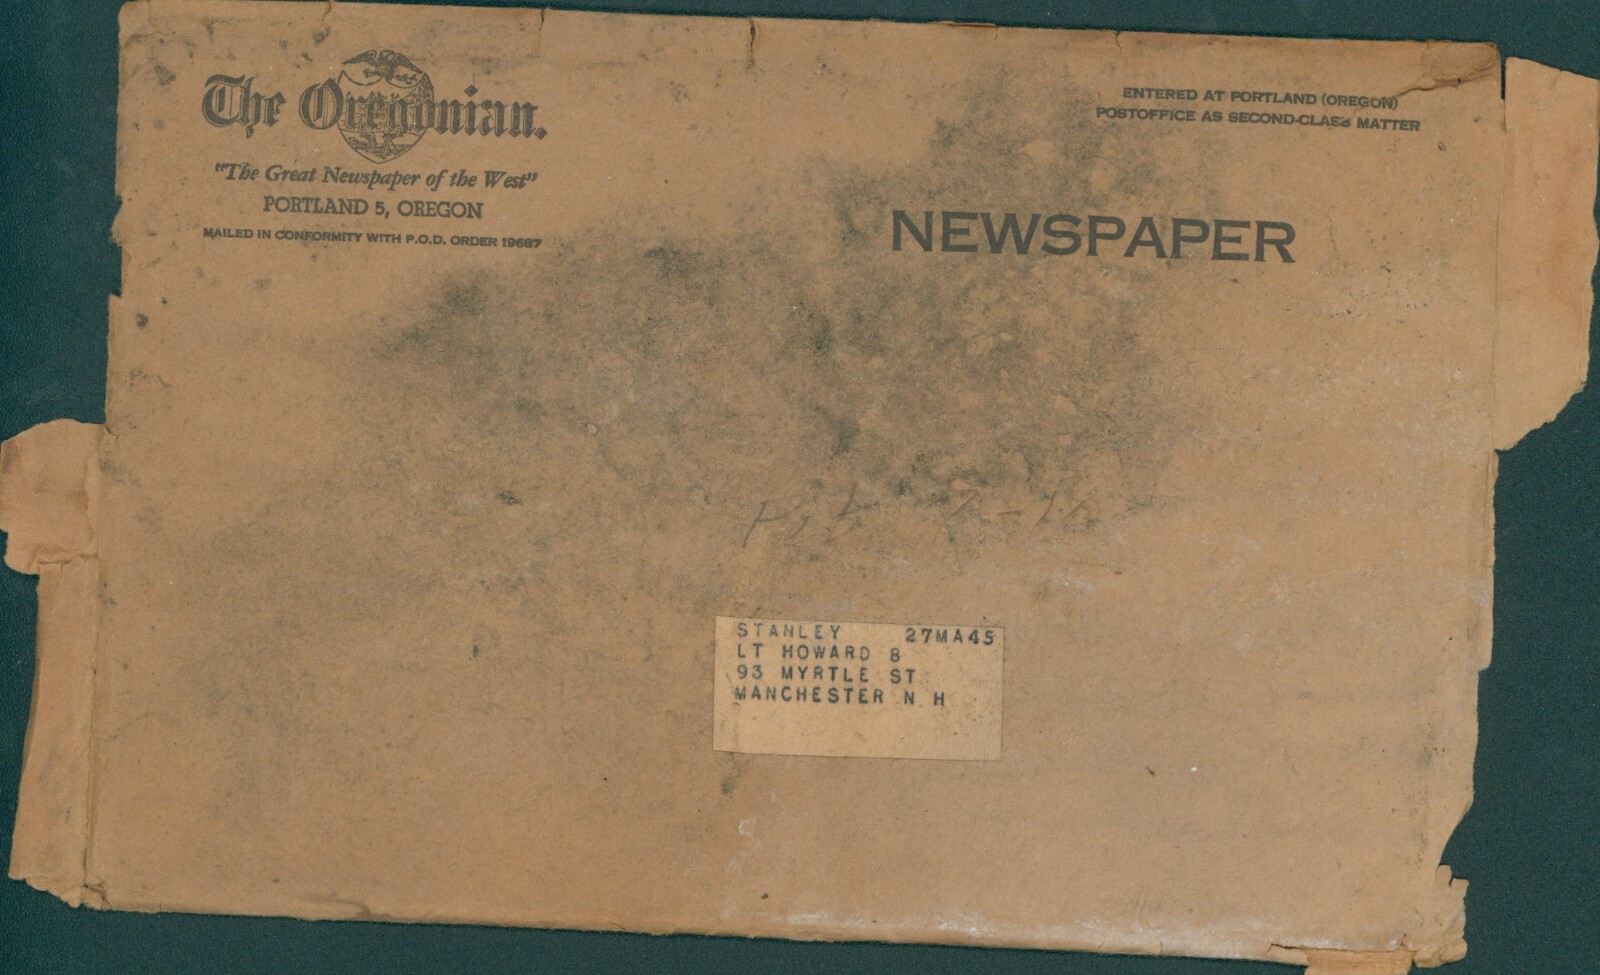 The Oregonian.
"The Great Newspaper of the West"
PORTLAND 5, OREGON
MAILED IN CONFORMITY WITH P.O.D. ORDER 19687
ENTERED AT PORTLAND (OREGON)
POSTOFFICE AS SECOND-CLASS MATTER
NEWSPAPER
STANLEY 27MA45
LT HOWARD B
93 MYRTLE ST
MANCHESTER N H